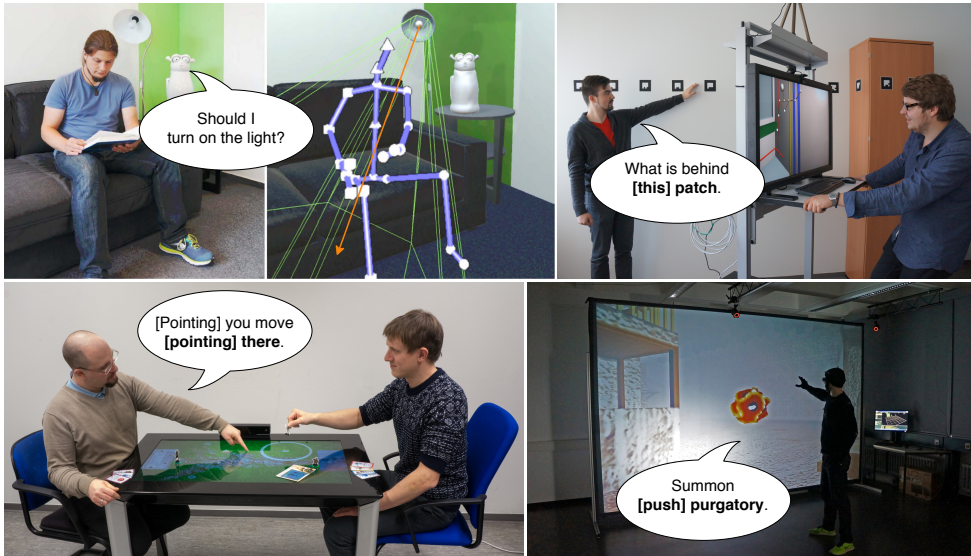 Should I
turn on the light?
What is behind
[this] patch.
[Pointing] you move
[pointing] there.
Summon
[push] purgatory.